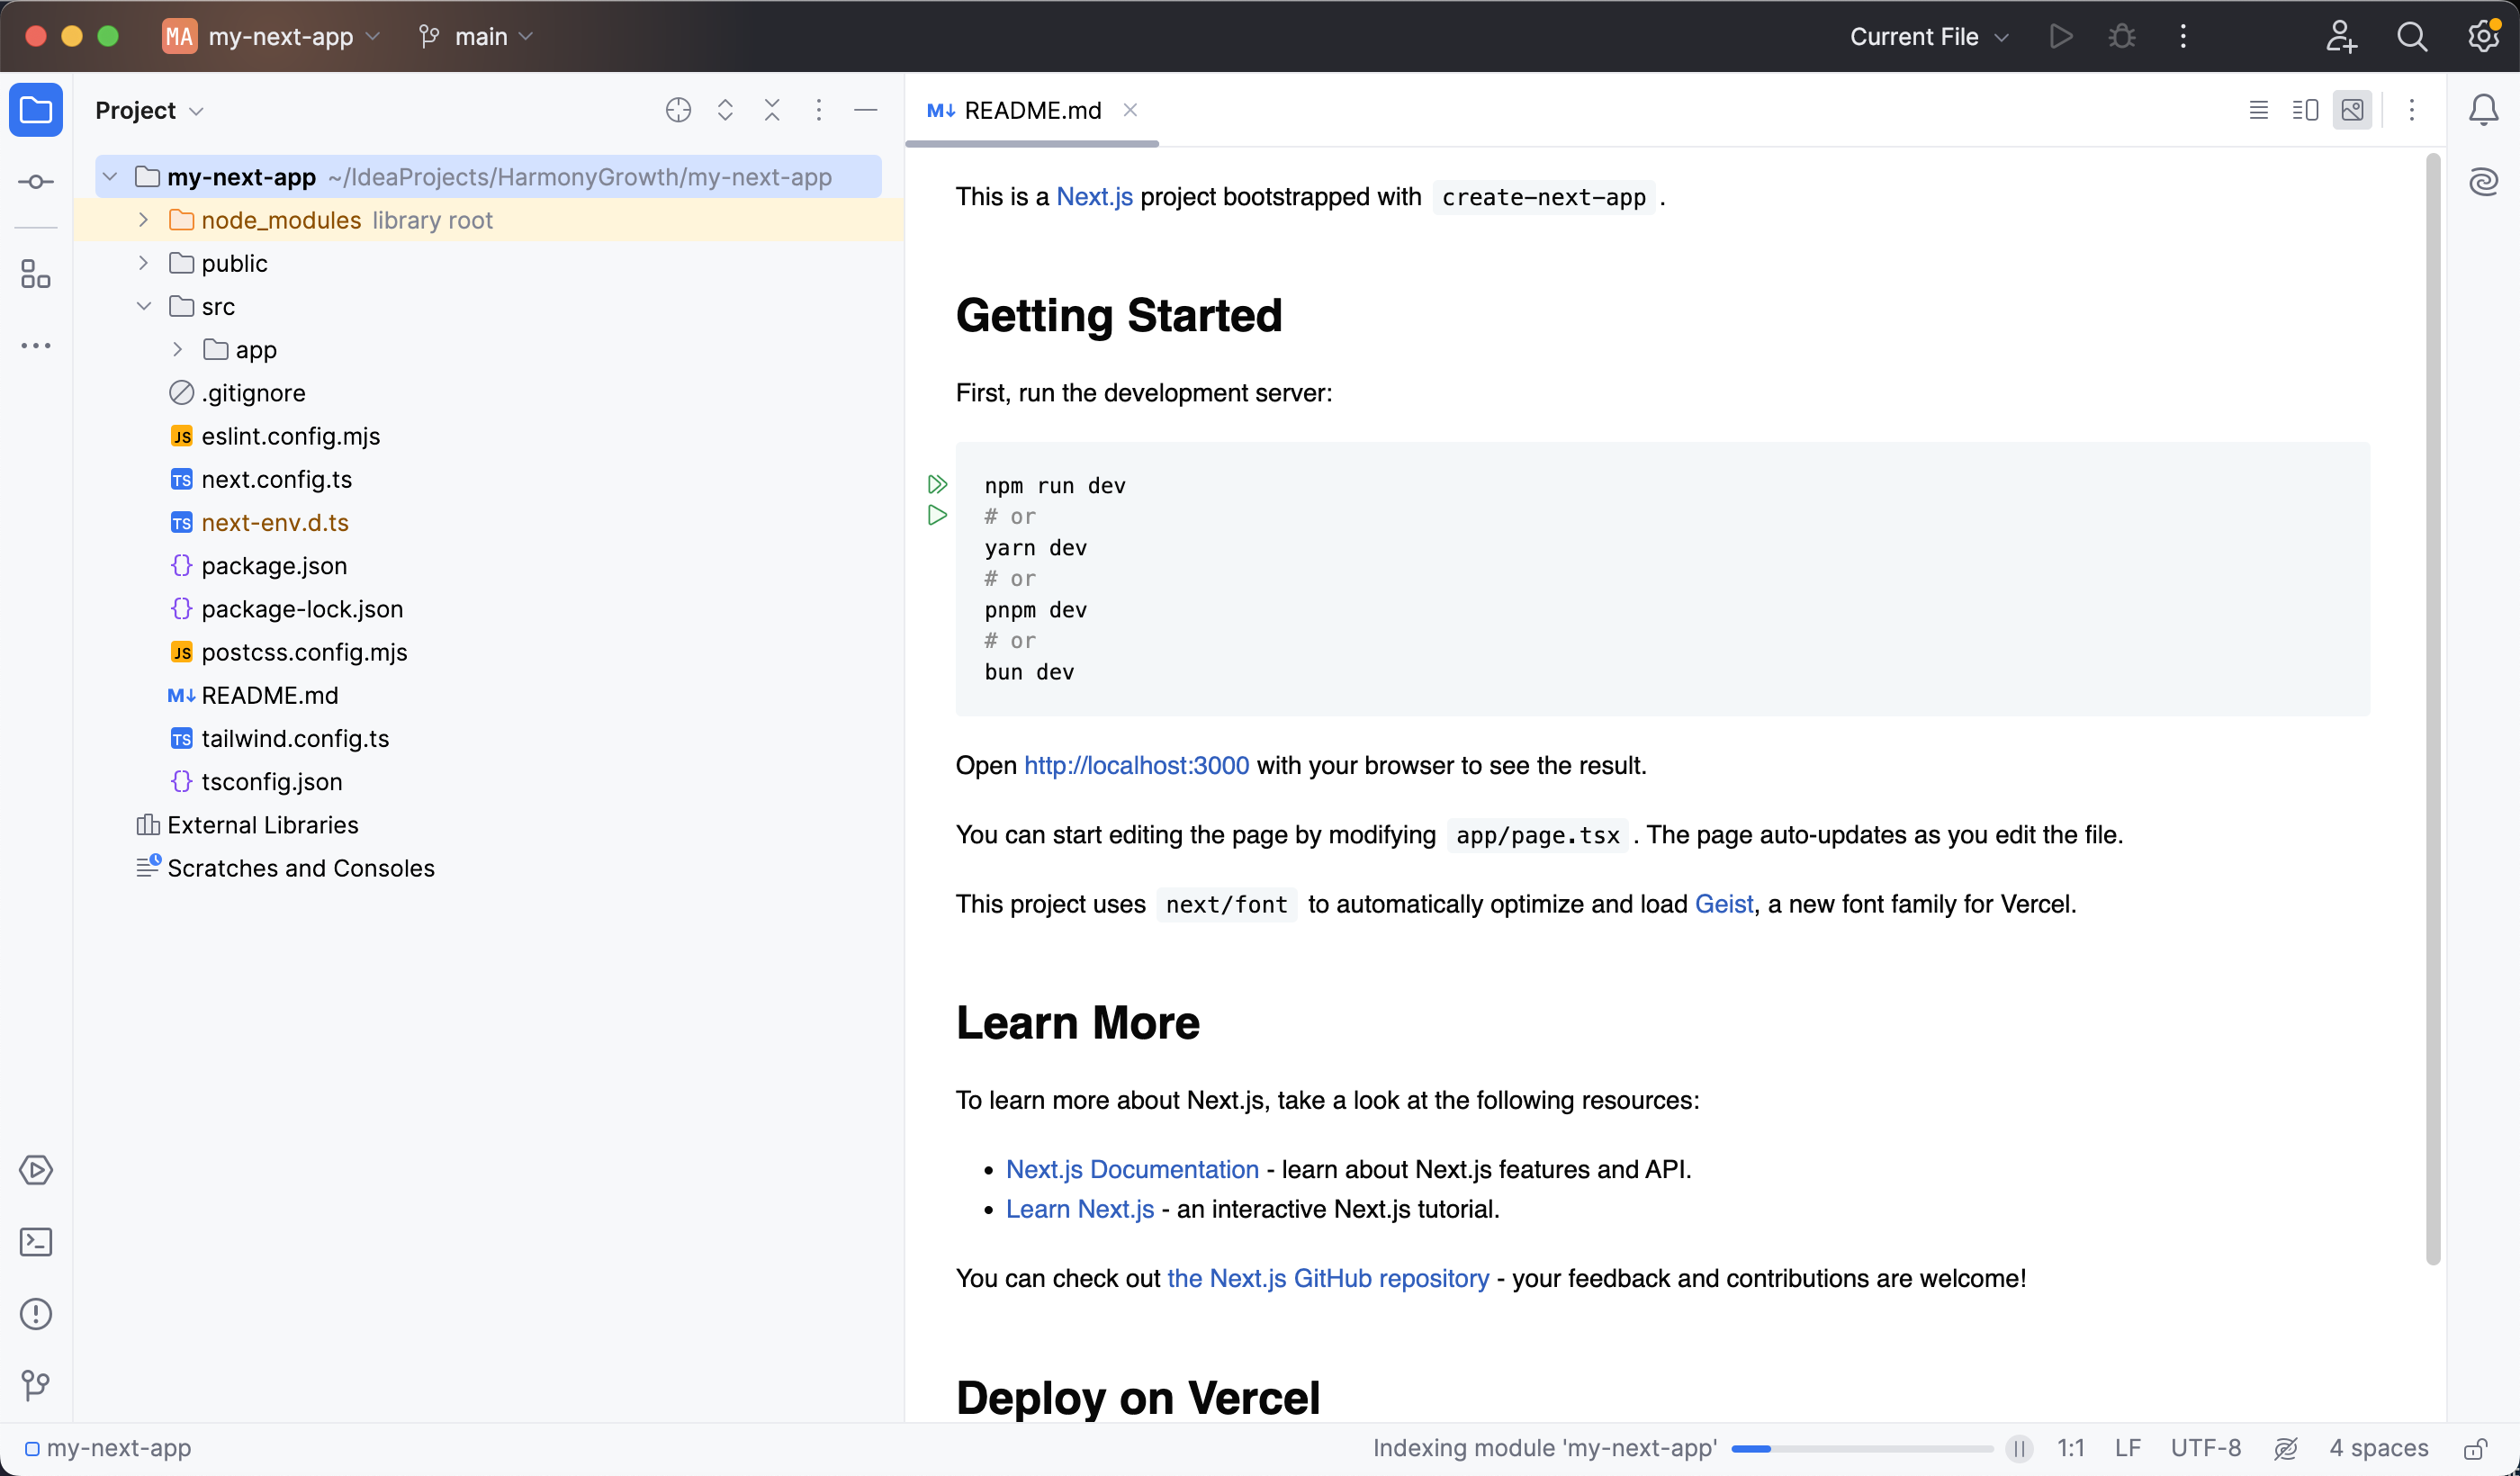 MA my-next-app main Current File
Project
my-next-app ~/IdeaProjects/HarmonyGrowth/my-next-app
node_modules library root
public
src
app
.gitignore
JS eslint.config.mjs
TS next.config.ts
TS next-env.d.ts
{} package.json
{} package-lock.json
JS postcss.config.mjs
M↓ README.md
TS tailwind.config.ts
{} tsconfig.json
External Libraries
Scratches and Consoles
M↓ README.md
This is a Next.js project bootstrapped with create-next-app .
Getting Started
First, run the development server:
npm run dev
# or
yarn dev
# or
pnpm dev
# or
bun dev
Open http://localhost:3000 with your browser to see the result.
You can start editing the page by modifying app/page.tsx . The page auto-updates as you edit the file.
This project uses next/font to automatically optimize and load Geist, a new font family for Vercel.
Learn More
To learn more about Next.js, take a look at the following resources:
• Next.js Documentation - learn about Next.js features and API.
• Learn Next.js - an interactive Next.js tutorial.
You can check out the Next.js GitHub repository - your feedback and contributions are welcome!
Deploy on Vercel
my-next-app Indexing module 'my-next-app' 1:1 LF UTF-8 4 spaces